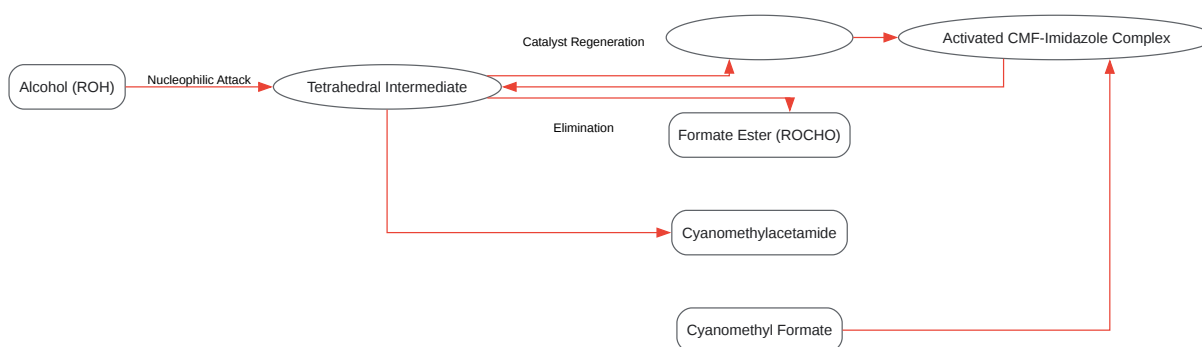 Catalyst Regeneration
Activated CMF-Imidazole Complex
Alcohol (ROH)
Nucleophilic Attack
Tetrahedral Intermediate
Elimination
Formate Ester (ROCHO)
Cyanomethylacetamide
Cyanomethyl Formate